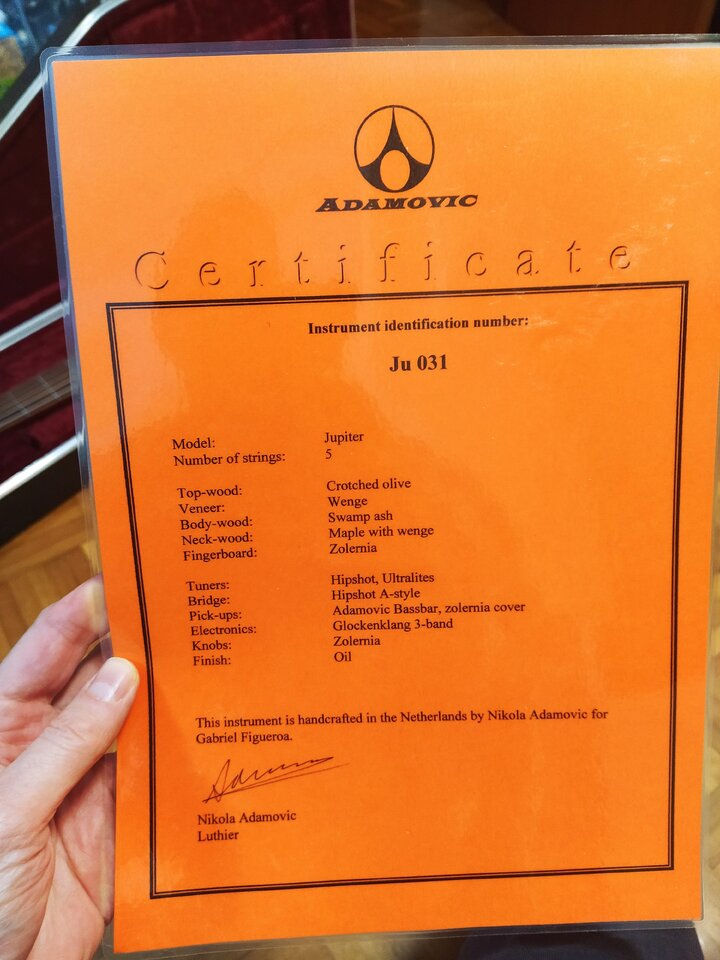 ADAMOVIC
Certificate
Instrument identification number:
Ju 031
Model: Jupiter
Number of strings: 5
Top-wood: Crotched olive
Veneer: Wenge
Body-wood: Swamp ash
Neck-wood: Maple with wenge
Fingerboard: Zolernia
Tuners: Hipshot, Ultralites
Bridge: Hipshot A-style
Pick-ups: Adamovic Bassbar, zolernia cover
Electronics: Glockenklang 3-band
Knobs: Zolernia
Finish: Oil
This instrument is handcrafted in the Netherlands by Nikola Adamovic for
Gabriel Figueroa.
Nikola Adamovic
Luthier